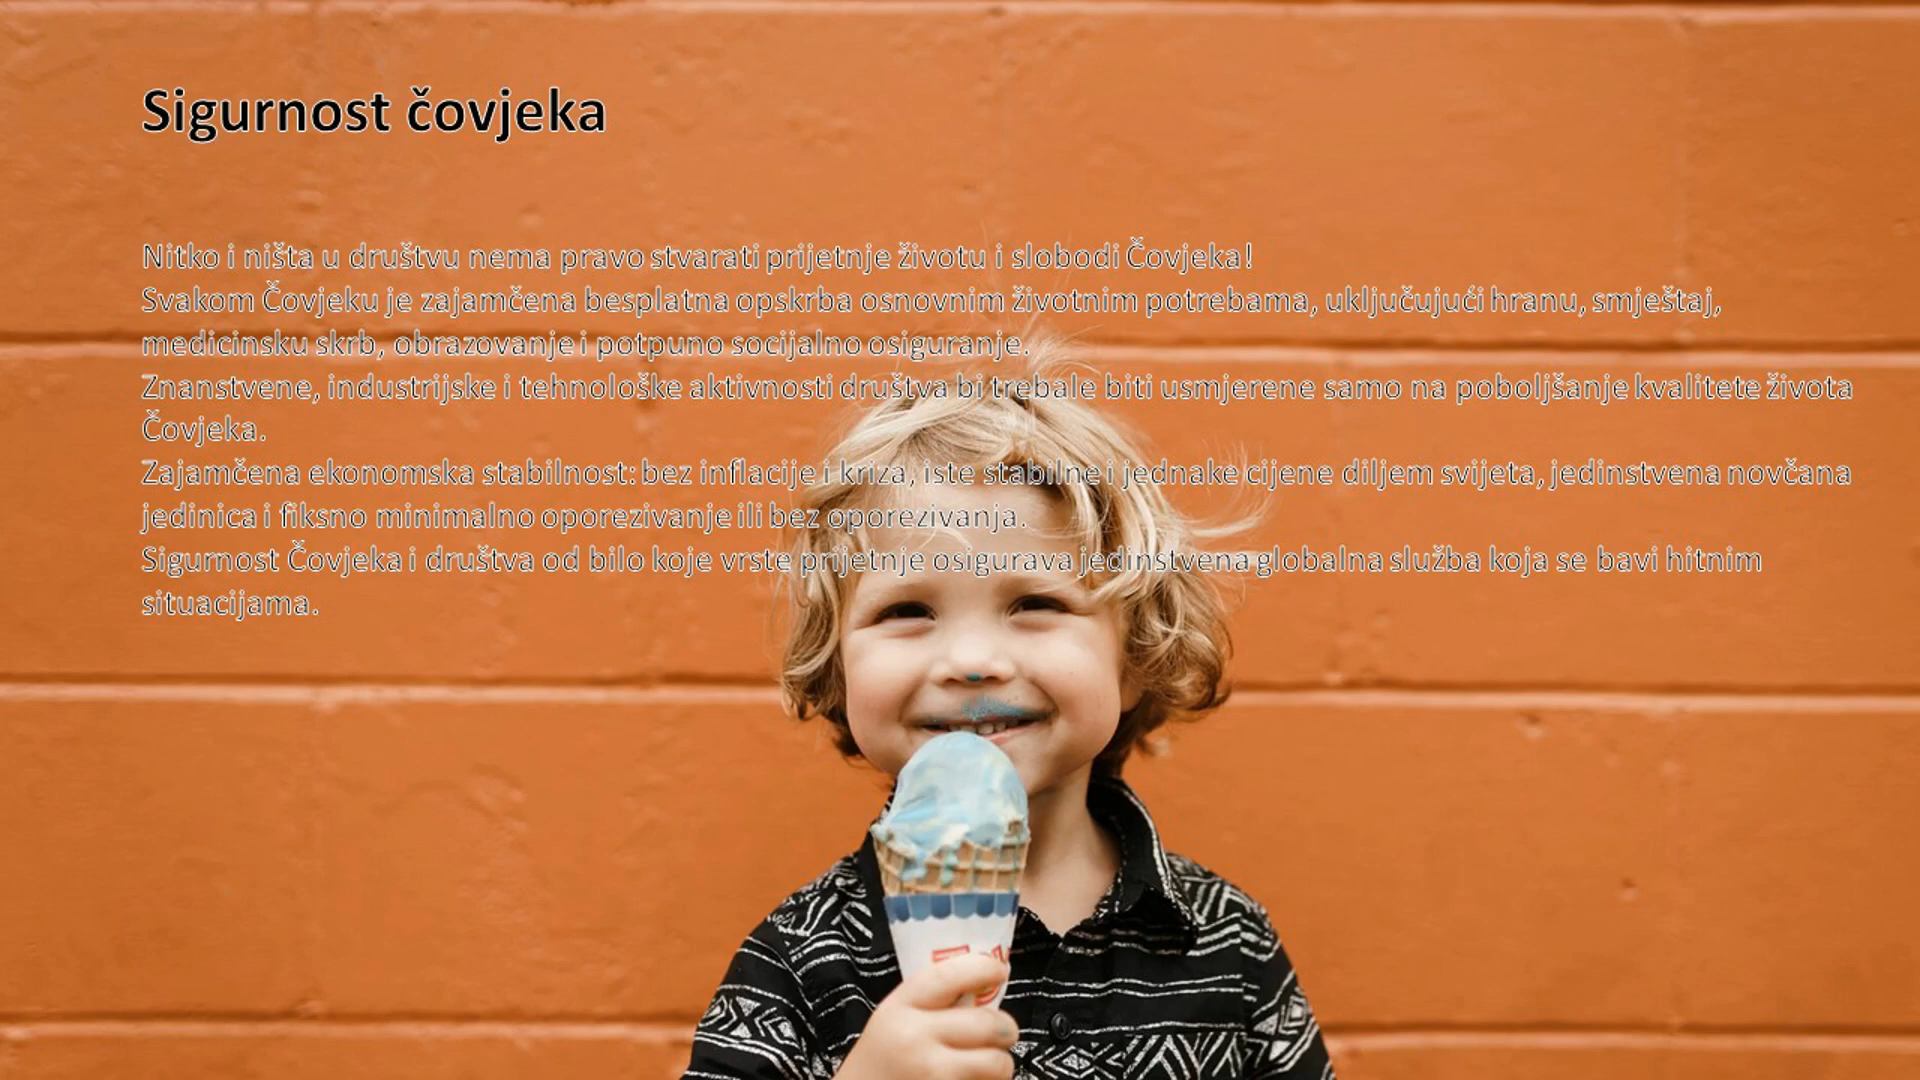 Sigurnost čovjeka
Nitko i ništa u društvu nema pravo stvarati prijetnje životu i slobodi Čovjeka!
Svakom Čovjeku je zajamčena besplatna opskrba osnovnim životnim potrebama, uključujući hranu, smještaj,
medicinsku skrb, obrazovanje i potpuno socijalno osiguranje.
Znanstvene, industrijske i tehnološke aktivnosti društva bi trebale biti usmjerene samo na poboljšanje kvalitete života
Čovjeka.
Zajamčena ekonomska stabilnost: bez inflacije i kriza, iste stabilne i jednake cijene diljem svijeta, jedinstvena novčana
jedinica i fiksno minimalno oporezivanje ili bez oporezivanja.
Sigurnost Čovjeka i društva od bilo koje vrste prijetnje osigurava jedinstvena globalna služba koja se bavi hitnim
situacijama.